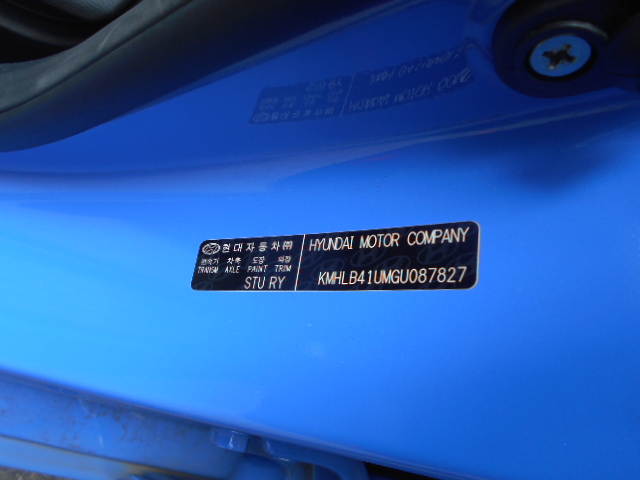 현대자동차㈜
변속기 차축 도장 의장
TRANSM AXLE PAINT TRIM
STU RY
HYUNDAI MOTOR COMPANY
KMHLB41UMGU087827